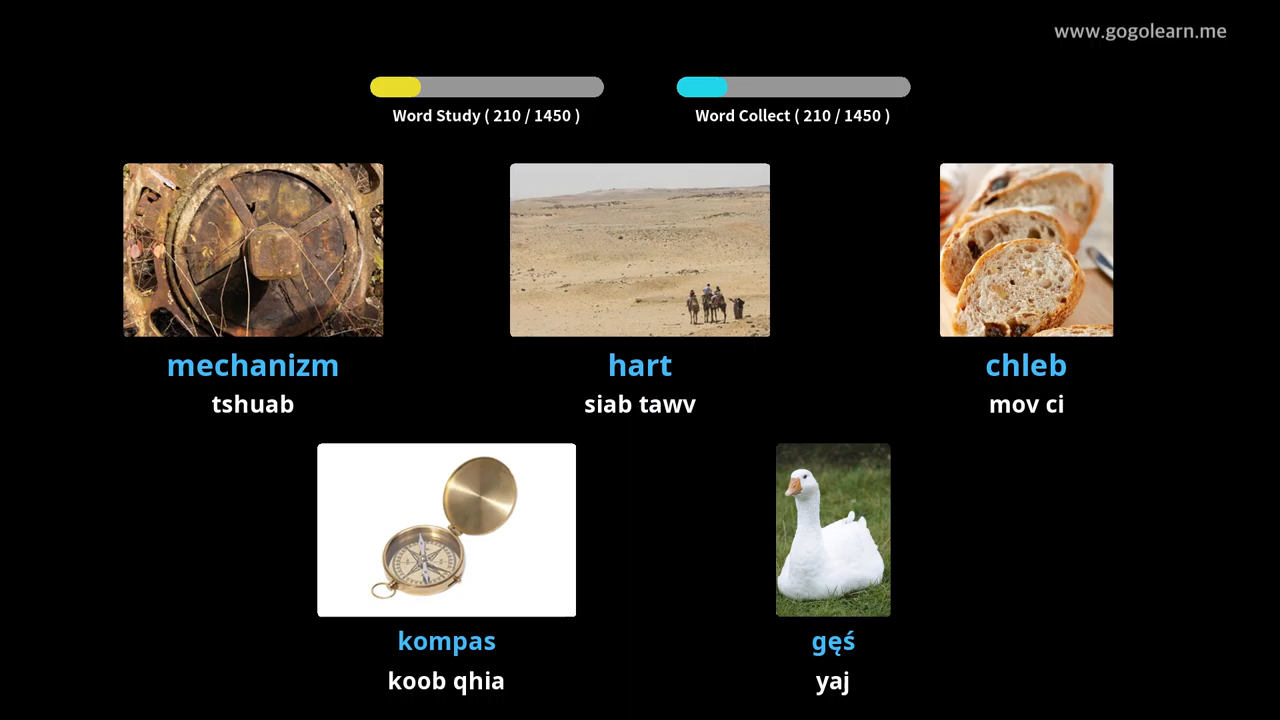 www.gogolearn.me
Word Study ( 210 / 1450 )
Word Collect ( 210 / 1450 )
mechanizm
tshuab
hart
siab tawv
chleb
mov ci
kompas
koob qhia
gęś
yaj